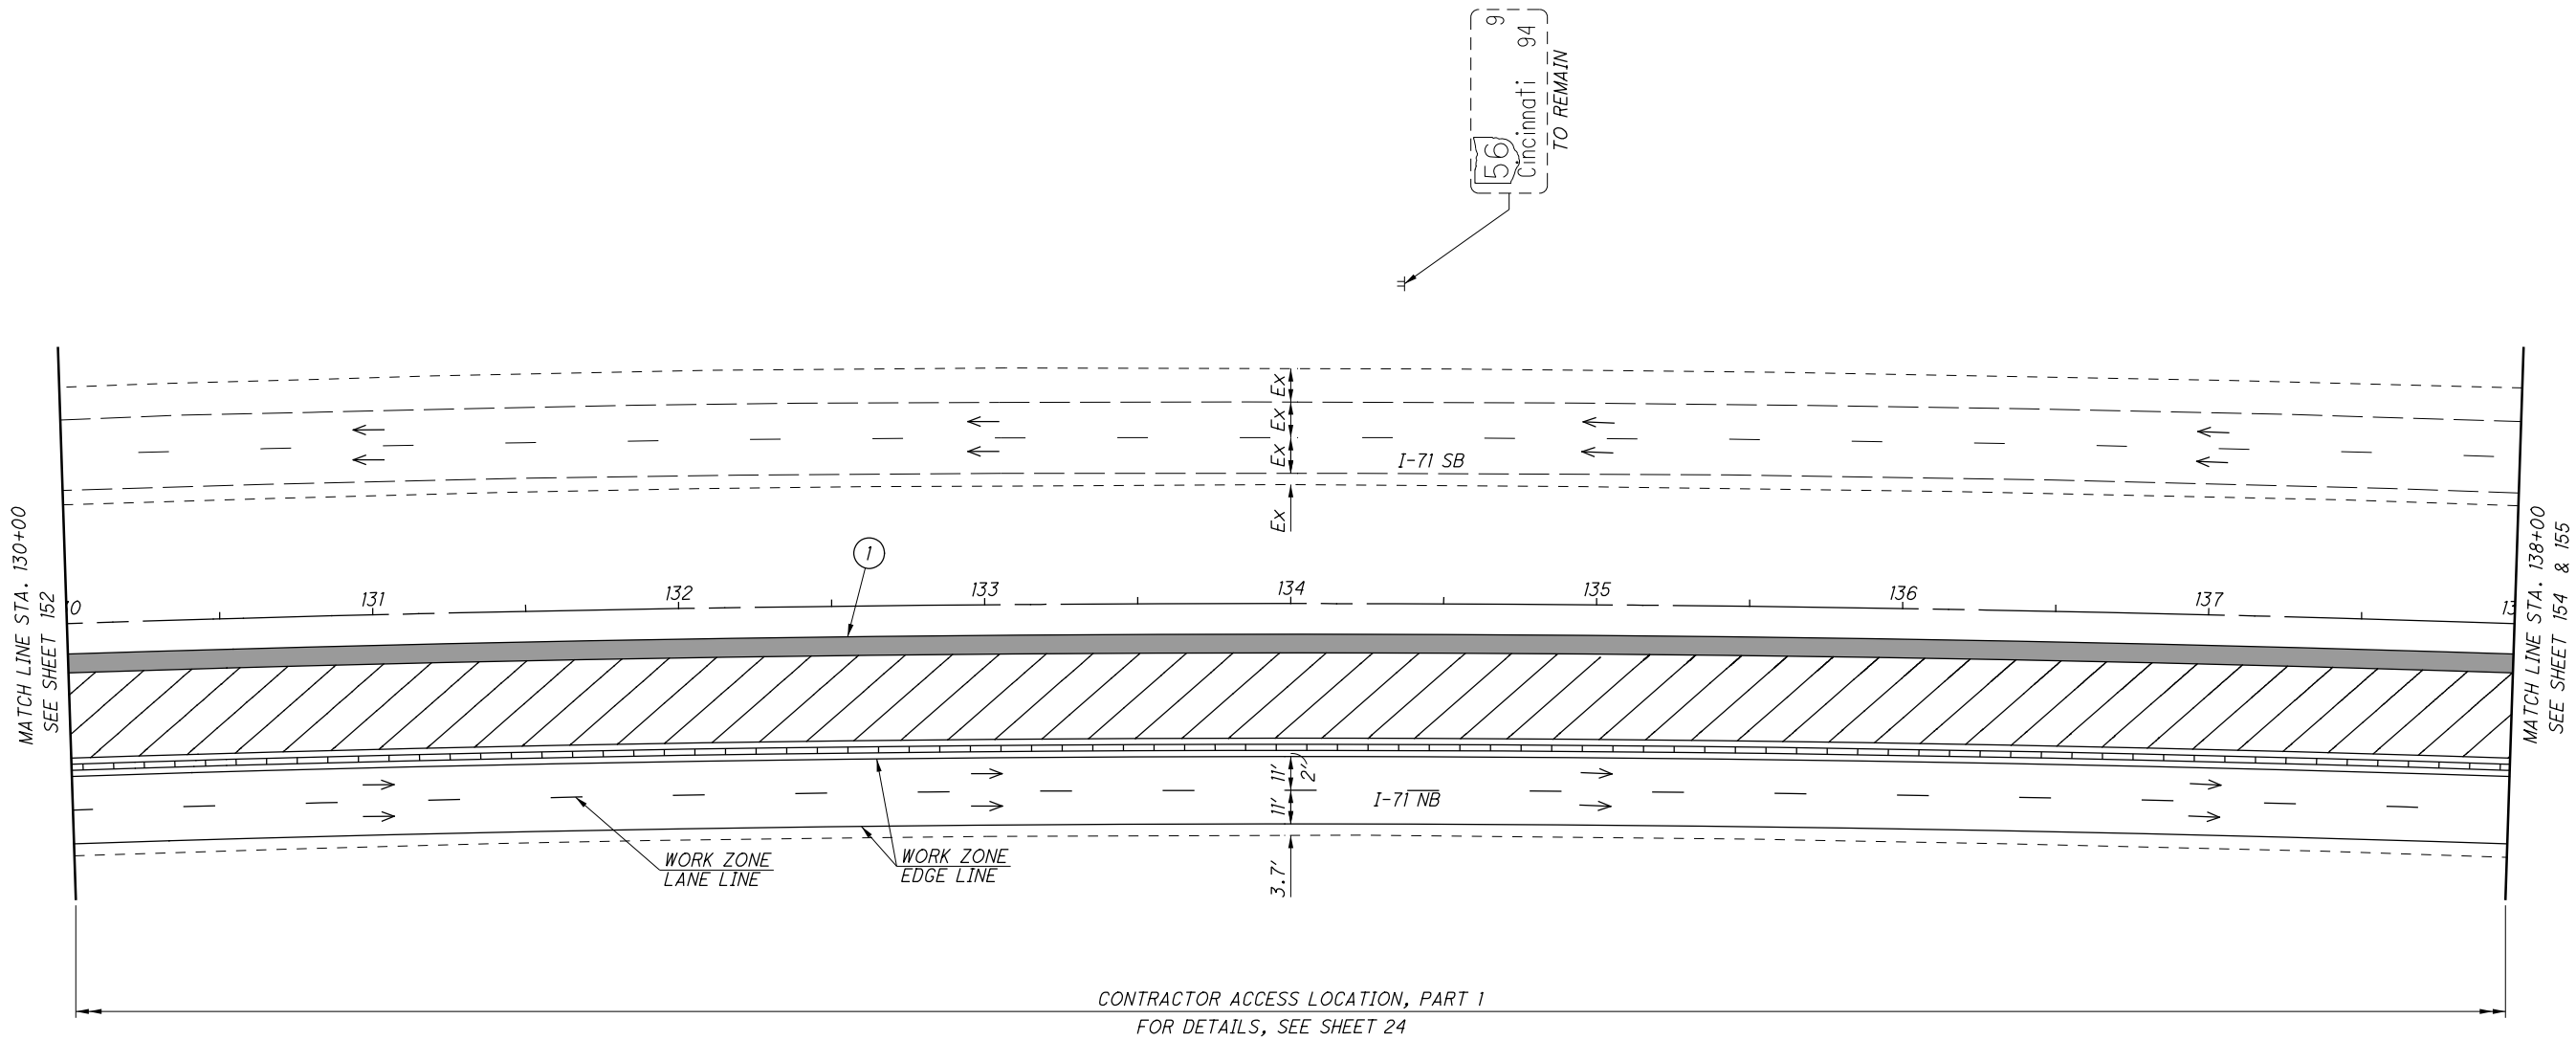 56 9
Cincinnati 94
TO REMAIN
Ex
Ex
Ex
Ex
I-71 SB
MATCH LINE STA. 130+00
SEE SHEET 152
1
131
132
133
134
135
136
137
13
MATCH LINE STA. 138+00
SEE SHEET 154 & 155
11'
2'
11'
I-71 NB
3.7'
WORK ZONE
LANE LINE
WORK ZONE
EDGE LINE
CONTRACTOR ACCESS LOCATION, PART 1
FOR DETAILS, SEE SHEET 24